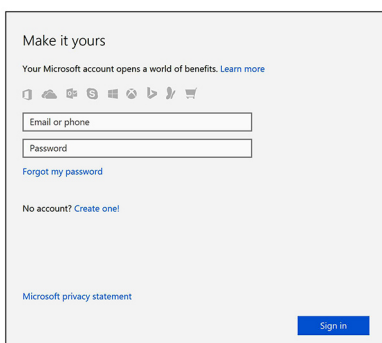 Make it yours
Your Microsoft account opens a world of benefits. Learn more
Email or phone
Password
Forgot my password
No account? Create one!
Microsoft privacy statement
Sign in